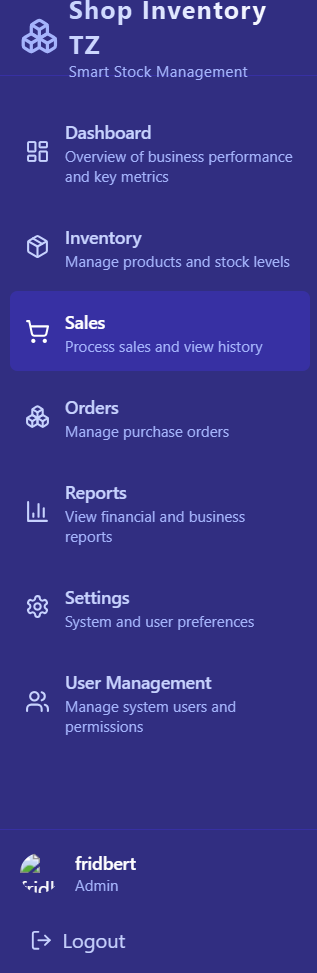 Shop Inventory
TZ
Smart Stock Management
Dashboard
Overview of business performance
and key metrics
Inventory
Manage products and stock levels
Sales
Process sales and view history
Orders
Manage purchase orders
Reports
View financial and business
reports
Settings
System and user preferences
User Management
Manage system users and
permissions
fridbert
Admin
Logout